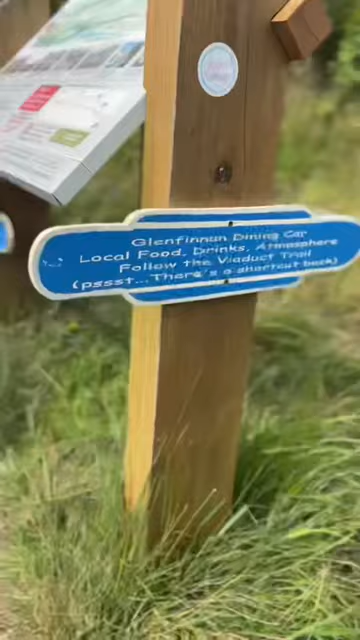 Glenfinnan Dining Car
Local Food, Drinks, Atmosphere
Follow the Viaduct Trail
(pssst...There's a shortcut back)